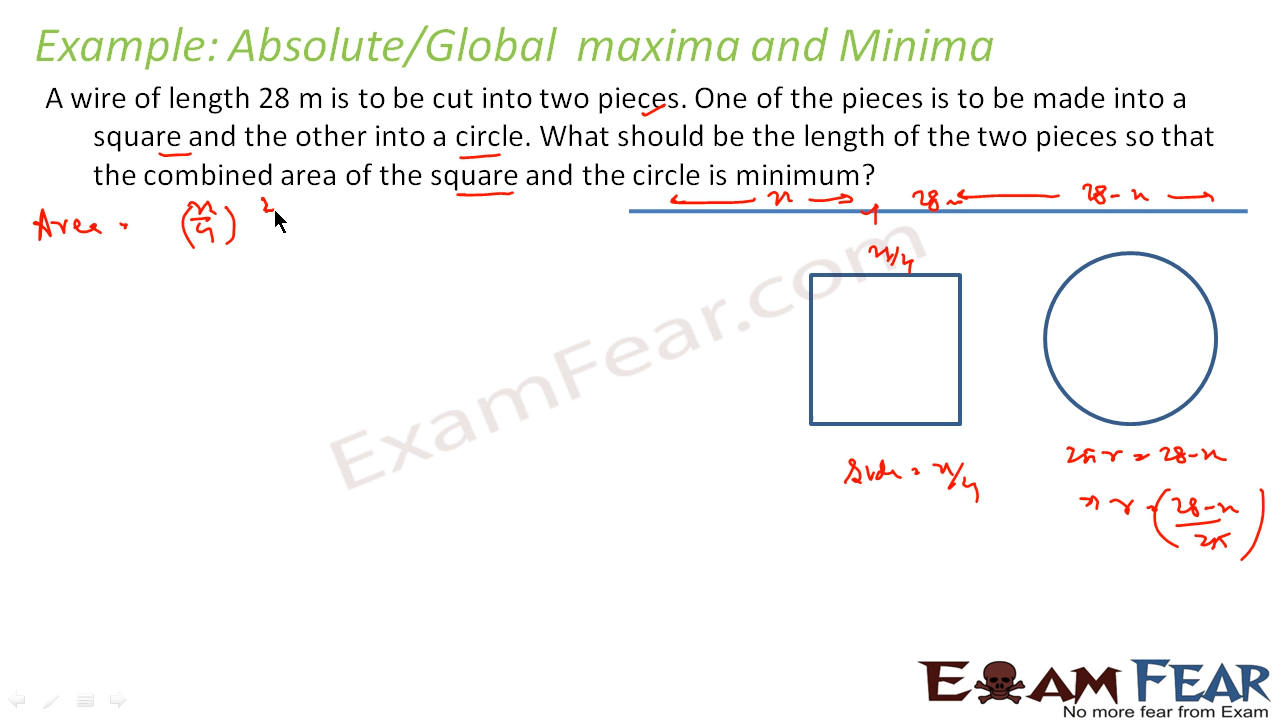 Example: Absolute/Global maxima and Minima
A wire of length 28 m is to be cut into two pieces. One of the pieces is to be made into a
square and the other into a circle. What should be the length of the two pieces so that
the combined area of the square and the circle is minimum?
x 28m 28-x
Area = (x/4)²
x/4
ExamFear.com
Side = x/4
2πr = 28-x
⇒ r = (28-x/2π)
EXAM FEAR
No more fear from Exam